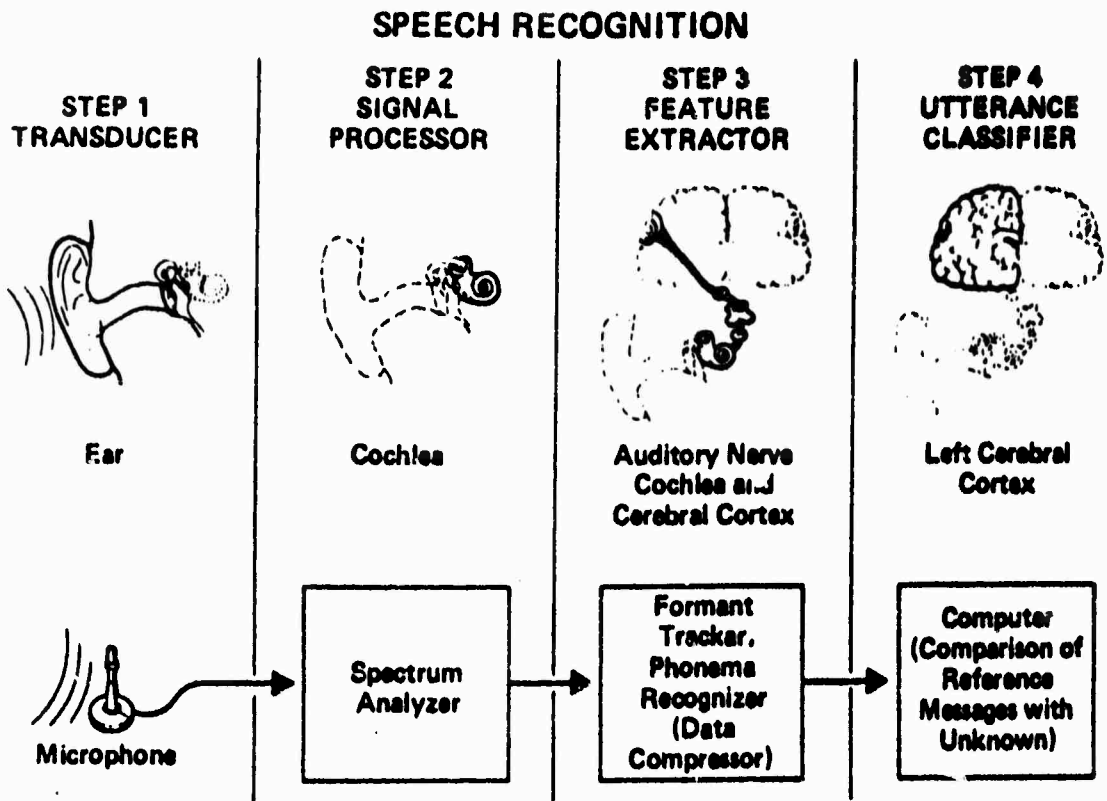 SPEECH RECOGNITION
STEP 1
TRANSDUCER
STEP 2
SIGNAL
PROCESSOR
STEP 3
FEATURE
EXTRACTOR
STEP 4
UTTERANCE
CLASSIFIER
Ear
Cochlea
Auditory Nerve
Cochlea and
Cerebral Cortex
Left Cerebral
Cortex
Microphone
Spectrum
Analyzer
Formant
Tracker,
Phonema
Recognizer
(Data
Compressor)
Computer
(Comparison of
Reference
Messages with
Unknown)